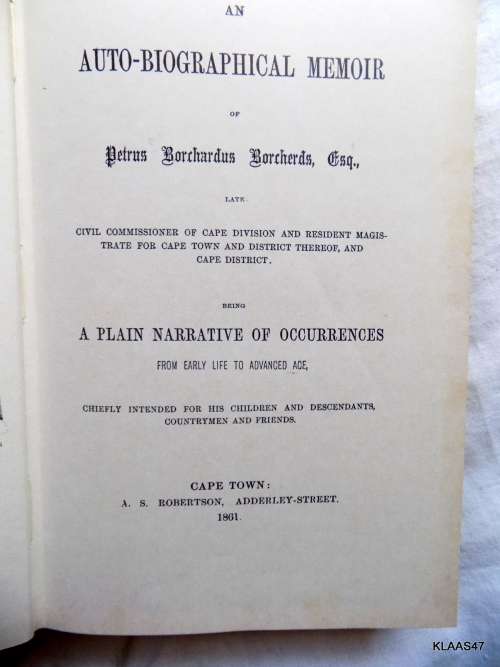 AN
AUTO-BIOGRAPHICAL MEMOIR
OF
Petrus Borchardus Borcherds, Esq.,
LATE
CIVIL COMMISSIONER OF CAPE DIVISION AND RESIDENT MAGIS-
TRATE FOR CAPE TOWN AND DISTRICT THEREOF, AND
CAPE DISTRICT.
BEING
A PLAIN NARRATIVE OF OCCURRENCES
FROM EARLY LIFE TO ADVANCED AGE,
CHIEFLY INTENDED FOR HIS CHILDREN AND DESCENDANTS,
COUNTRYMEN AND FRIENDS.
CAPE TOWN:
A. S. ROBERTSON, ADDERLEY-STREET.
1861.
KLAAS47